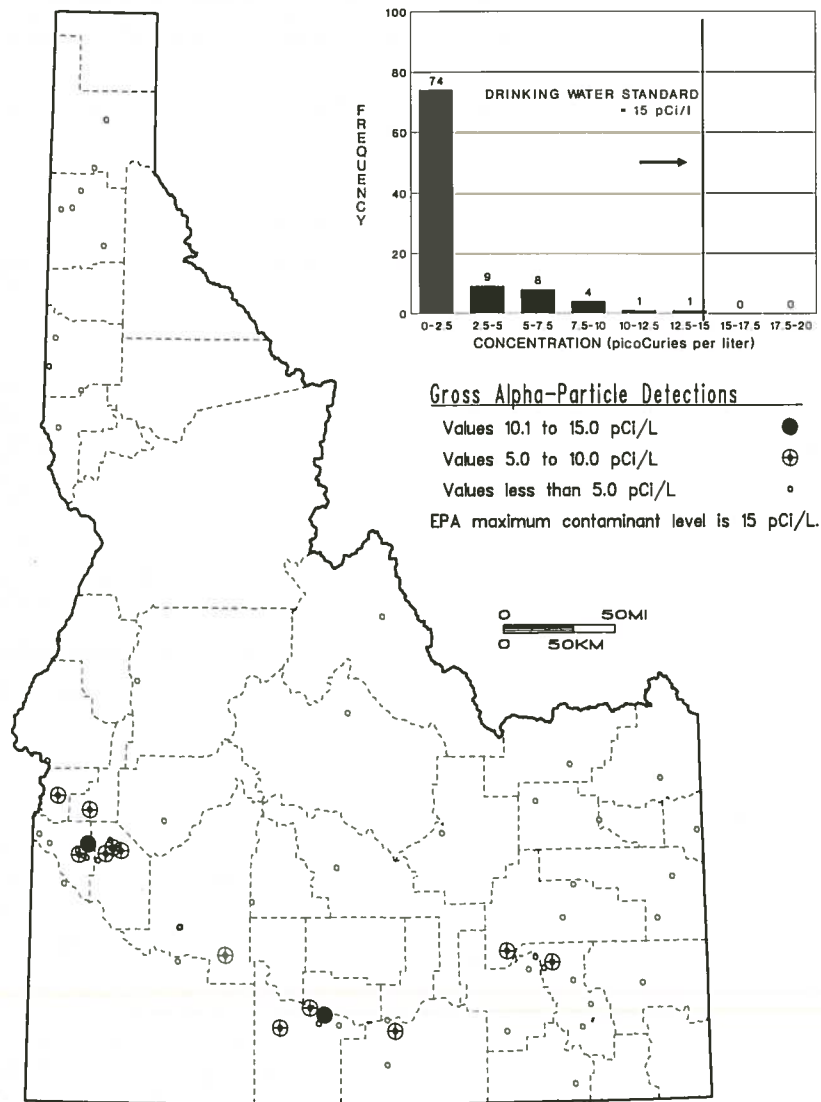 100
80
60
40
20
0
FREQUENCY
74
9
8
4
1
1
0
0
DRINKING WATER STANDARD
= 15 pCi/l
0-2.5 2.5-5 5-7.5 7.5-10 10-12.5 12.5-15 15-17.5 17.5-20
CONCENTRATION (picoCuries per liter)
Gross Alpha-Particle Detections
Values 10.1 to 15.0 pCi/L
Values 5.0 to 10.0 pCi/L
Values less than 5.0 pCi/L
EPA maximum contaminant level is 15 pCi/L.
0 50MI
0 50KM